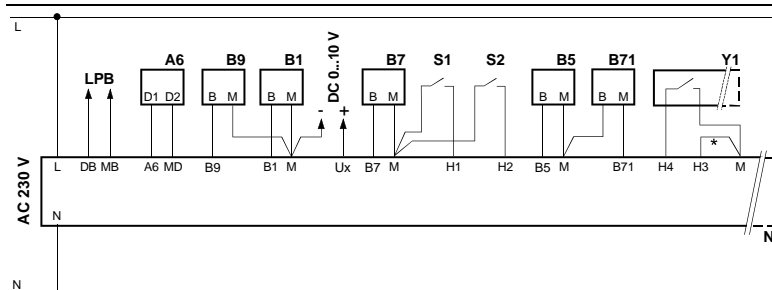 L
LPB A6 B9 B1 DC 0...10 V B7 S1 S2 B5 B71 Y1
- +
D1 D2 B M B M B M B M B M
*
AC 230 V
L DB MB A6 MD B9 B1 M Ux B7 M H1 H2 B5 M B71 H4 H3 M
N
N
N